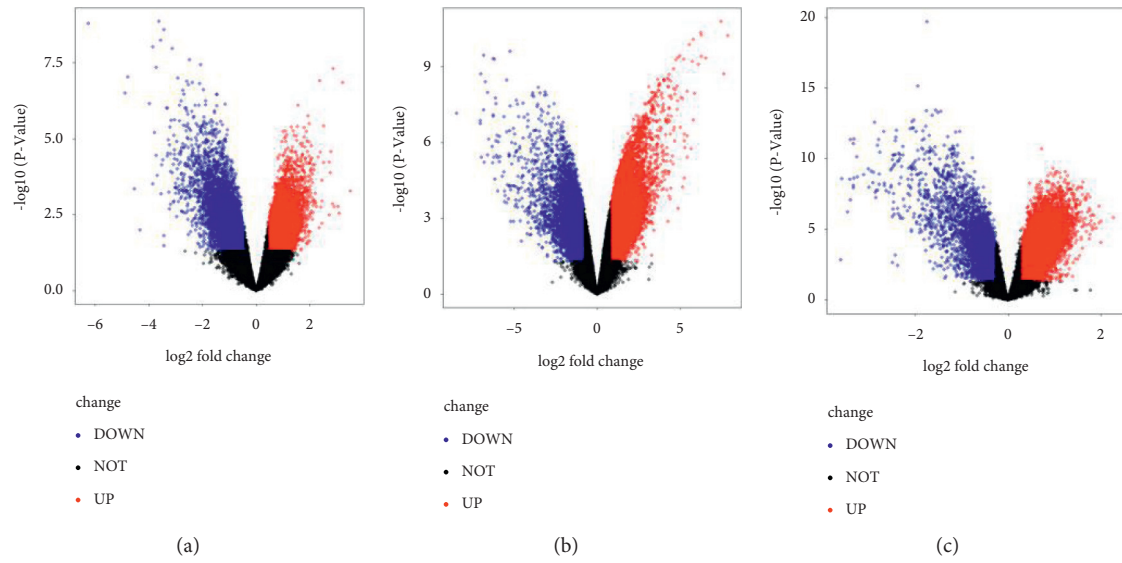 7.5
5.0
2.5
0.0
-log10 (P-Value)
–6
–4
–2
0
2
log2 fold change
change
DOWN
NOT
UP
(a)
9
6
3
0
-log10 (P-Value)
–5
0
5
log2 fold change
change
DOWN
NOT
UP
(b)
20
15
10
5
0
-log10 (P-Value)
–2
0
2
log2 fold change
change
DOWN
NOT
UP
(c)